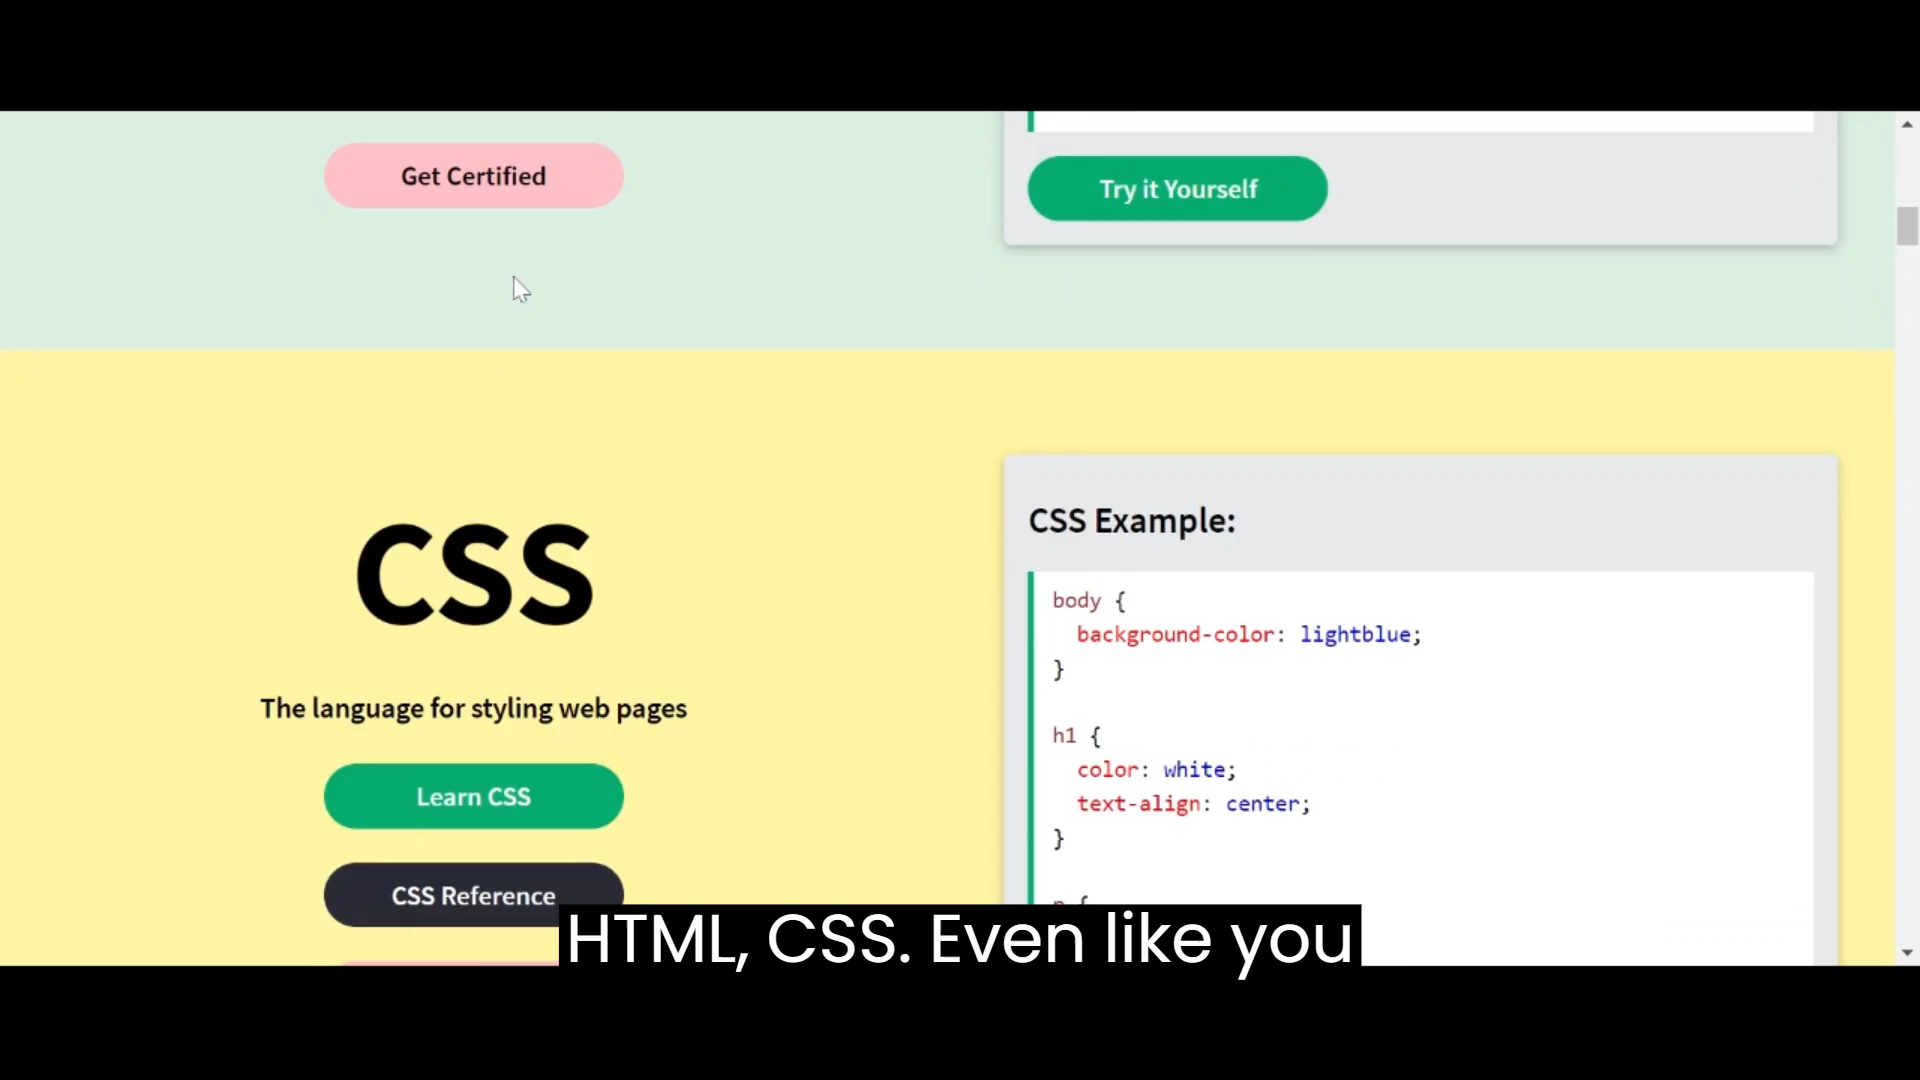 Get Certified
Try it Yourself
CSS
The language for styling web pages
Learn CSS
CSS Reference
CSS Example:
body {
  background-color: lightblue;
}
h1 {
  color: white;
  text-align: center;
}
HTML, CSS. Even like you